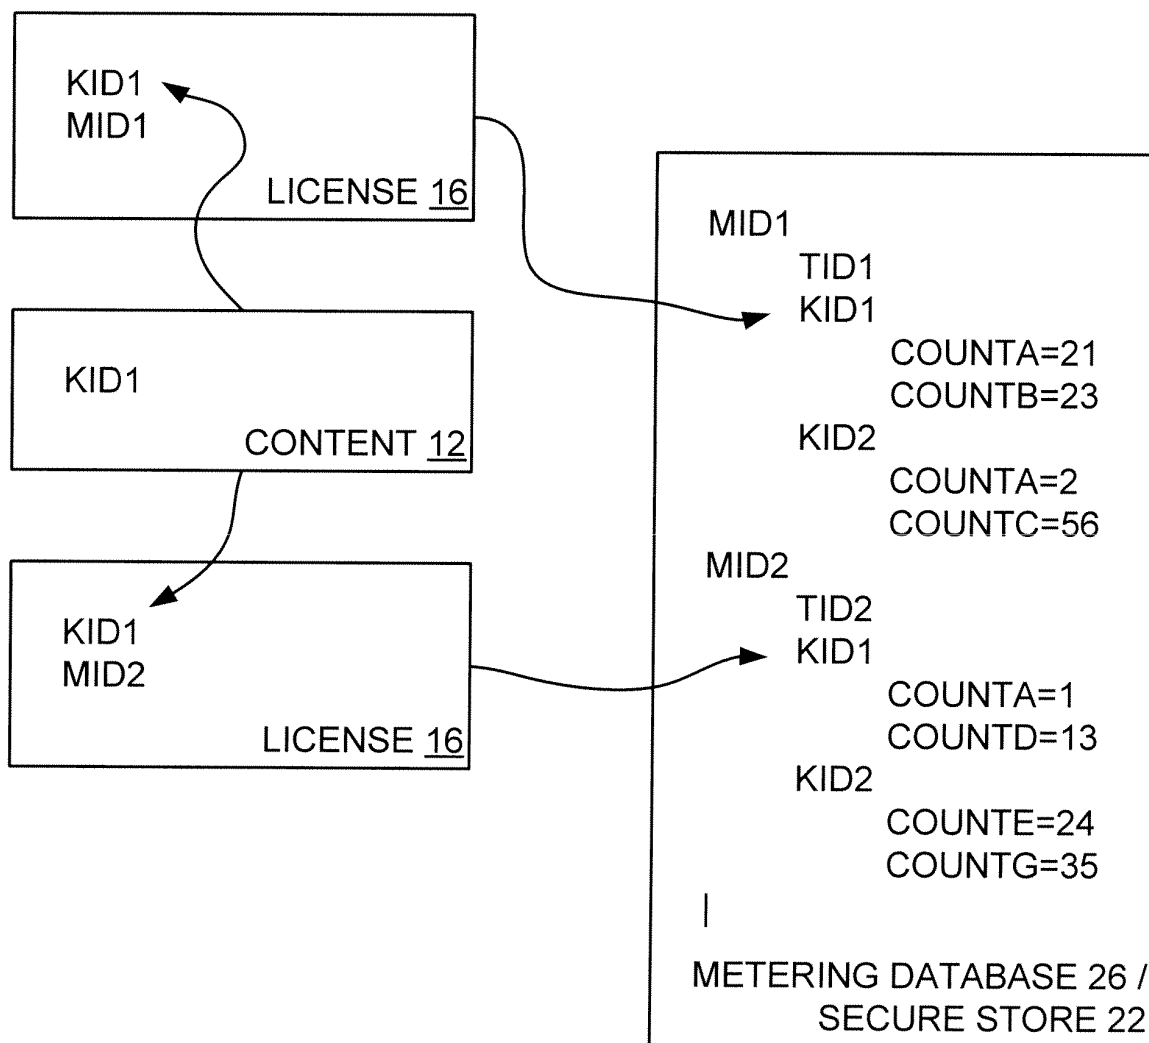 KID1
MID1
LICENSE 16
KID1
CONTENT 12
KID1
MID2
LICENSE 16
MID1
TID1
KID1
COUNTA=21
COUNTB=23
KID2
COUNTA=2
COUNTC=56
MID2
TID2
KID1
COUNTA=1
COUNTD=13
KID2
COUNTE=24
COUNTG=35
|
METERING DATABASE 26 /
SECURE STORE 22